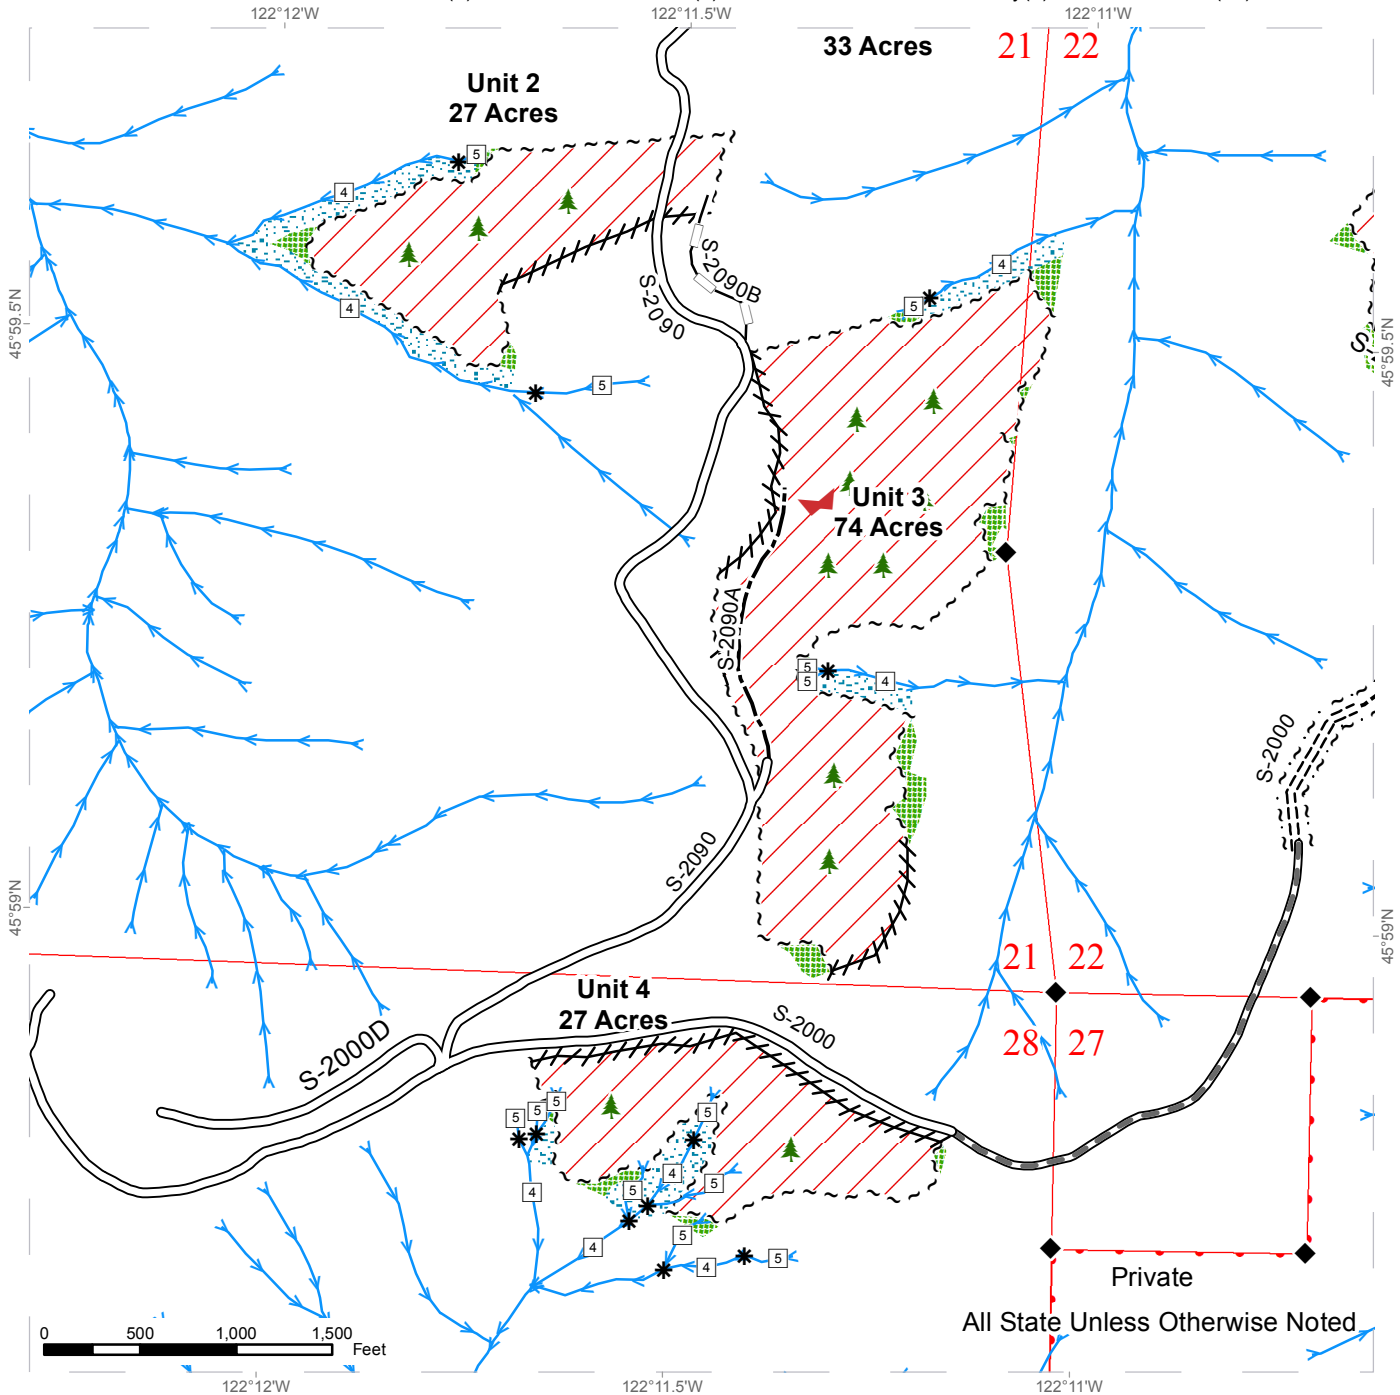 122°12'W
122°11.5'W
122°11'W
33 Acres
21
22
Unit 2
27 Acres
5
4
4
5
S-2090B
S-2090
4
5
45°59.5'N
45°59.5'N
S
Unit 3
74 Acres
S-2090A
5
5
4
S-2000
S-2090
45°59'N
45°59'N
21
22
Unit 4
27 Acres
S-2000
28
27
S-2000D
5
5
5
5
4
5
5
4
4
5
4
5
Private
All State Unless Otherwise Noted
0
500
1,000
1,500
Feet
122°12'W
122°11.5'W
122°11'W